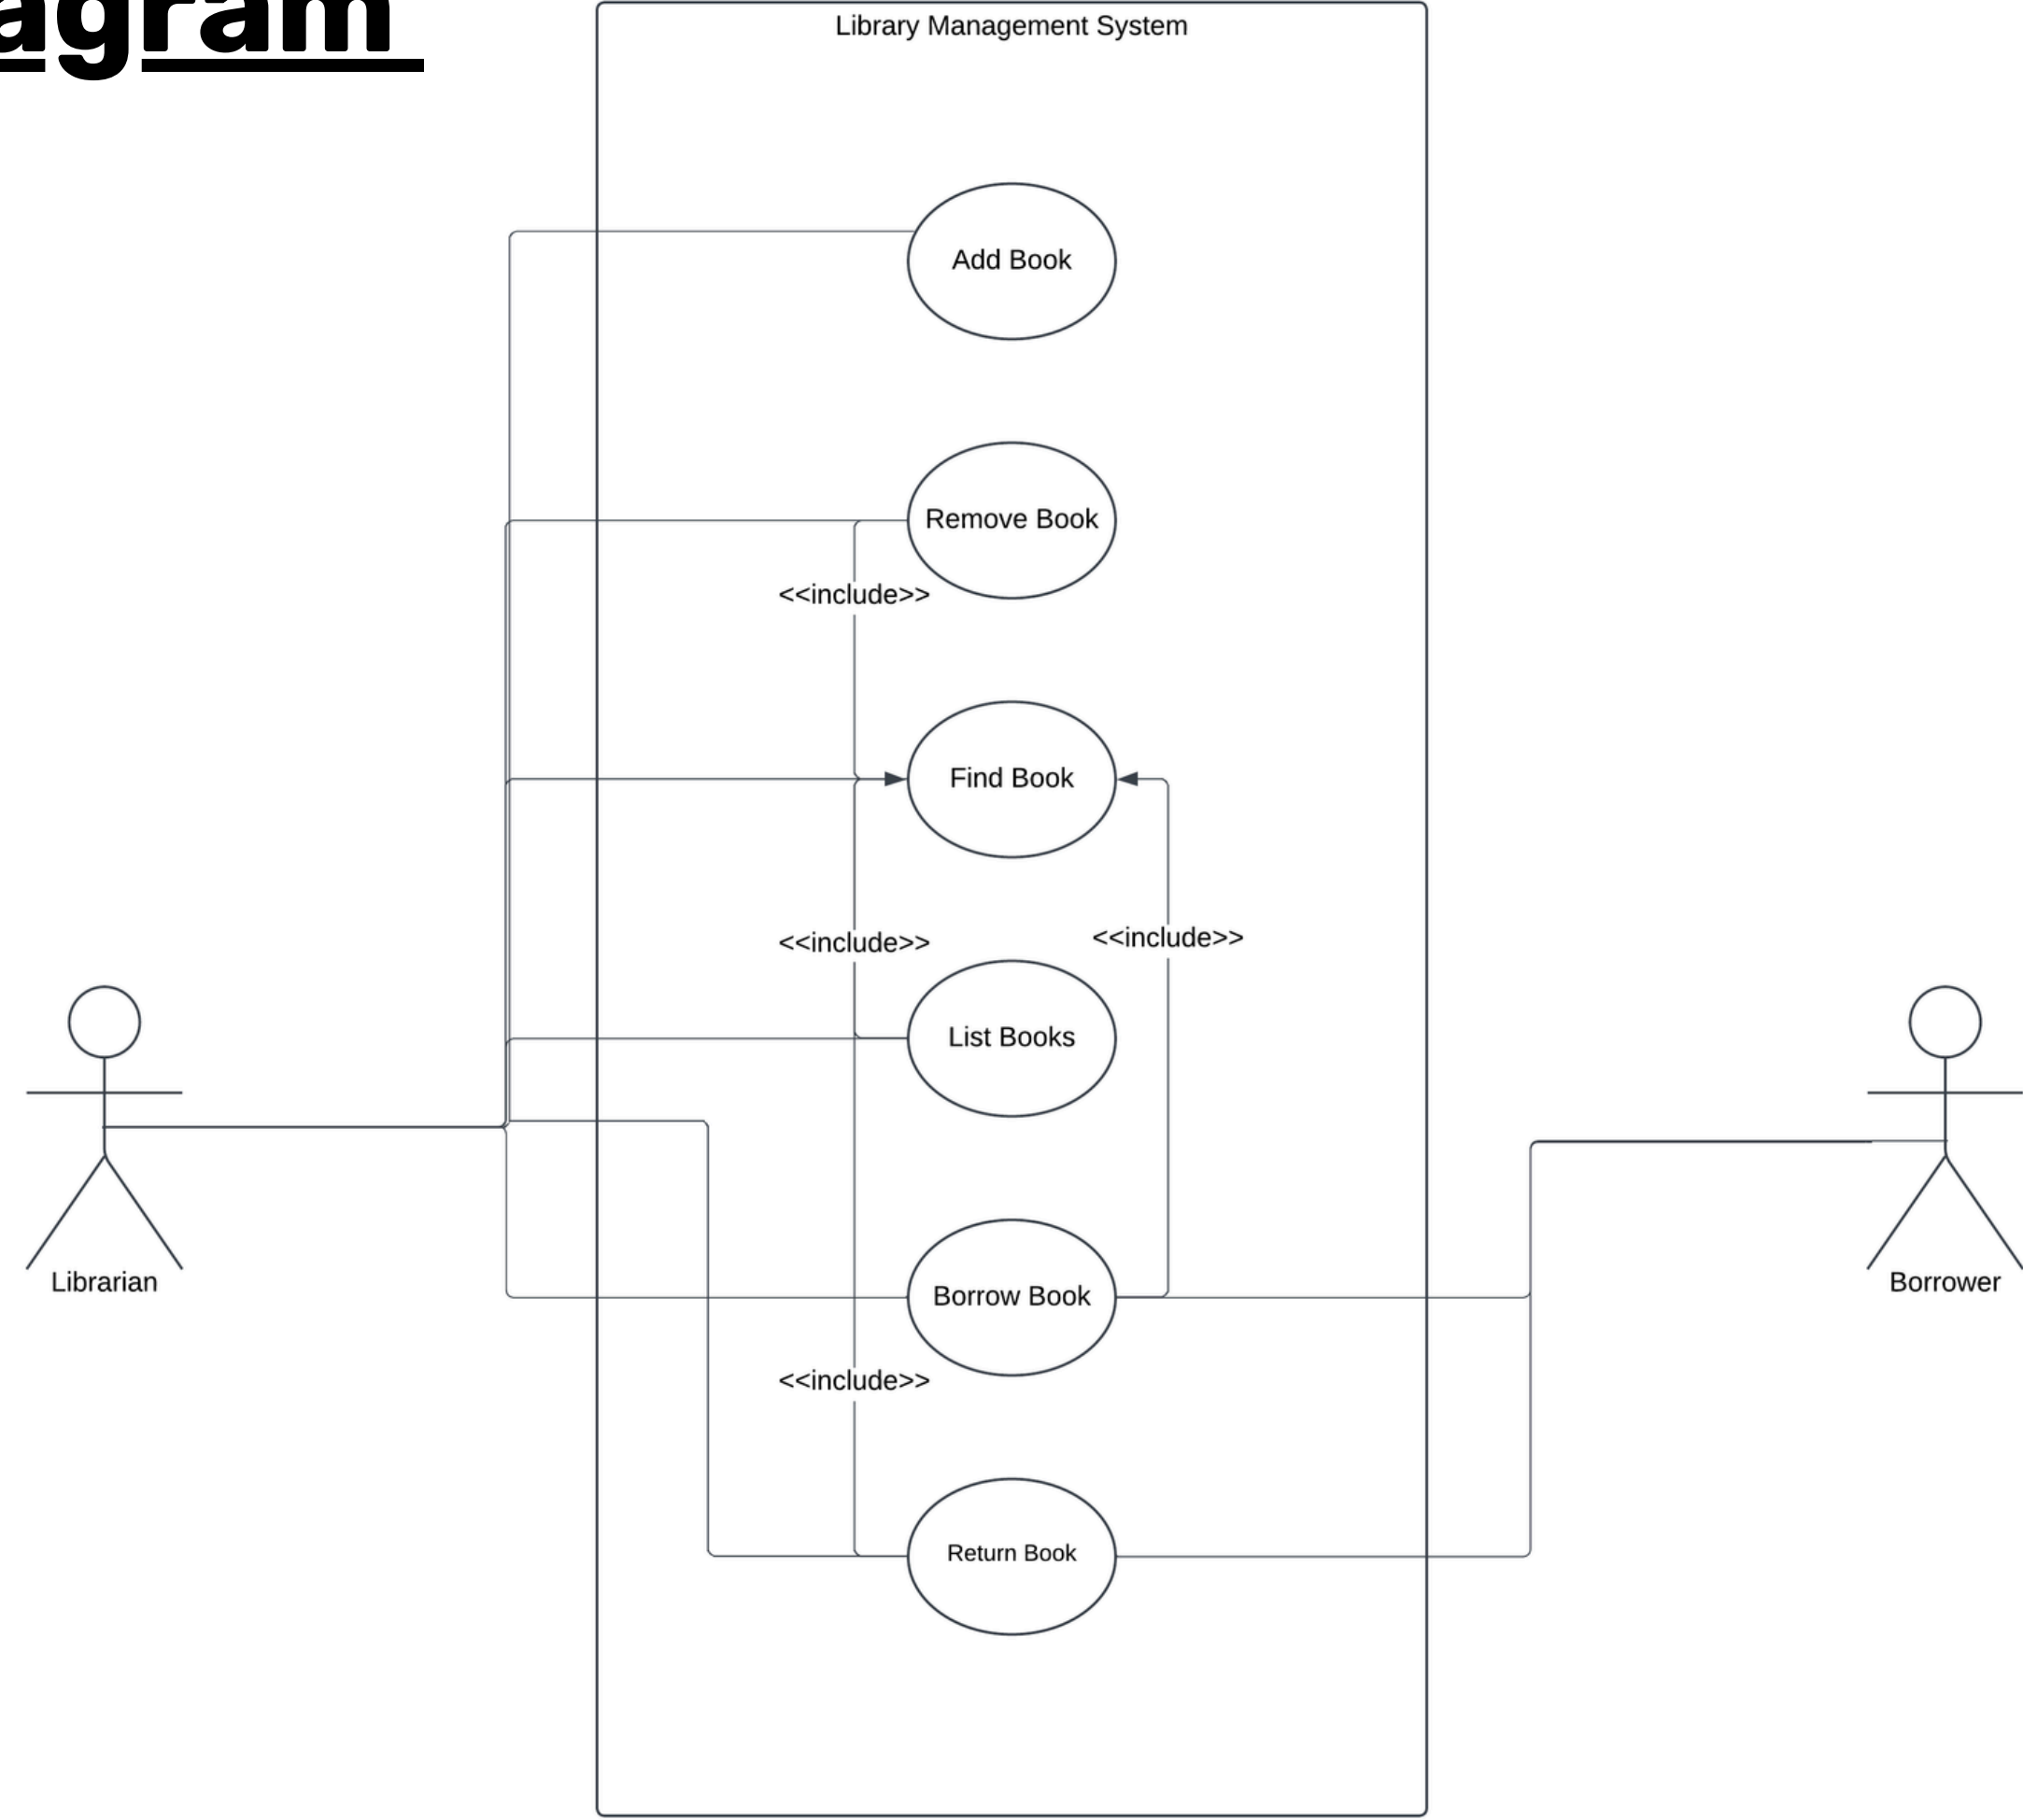 agram
Library Management System
Add Book
Remove Book
<<include>>
Find Book
<<include>>
<<include>>
List Books
Librarian
Borrower
Borrow Book
<<include>>
Return Book